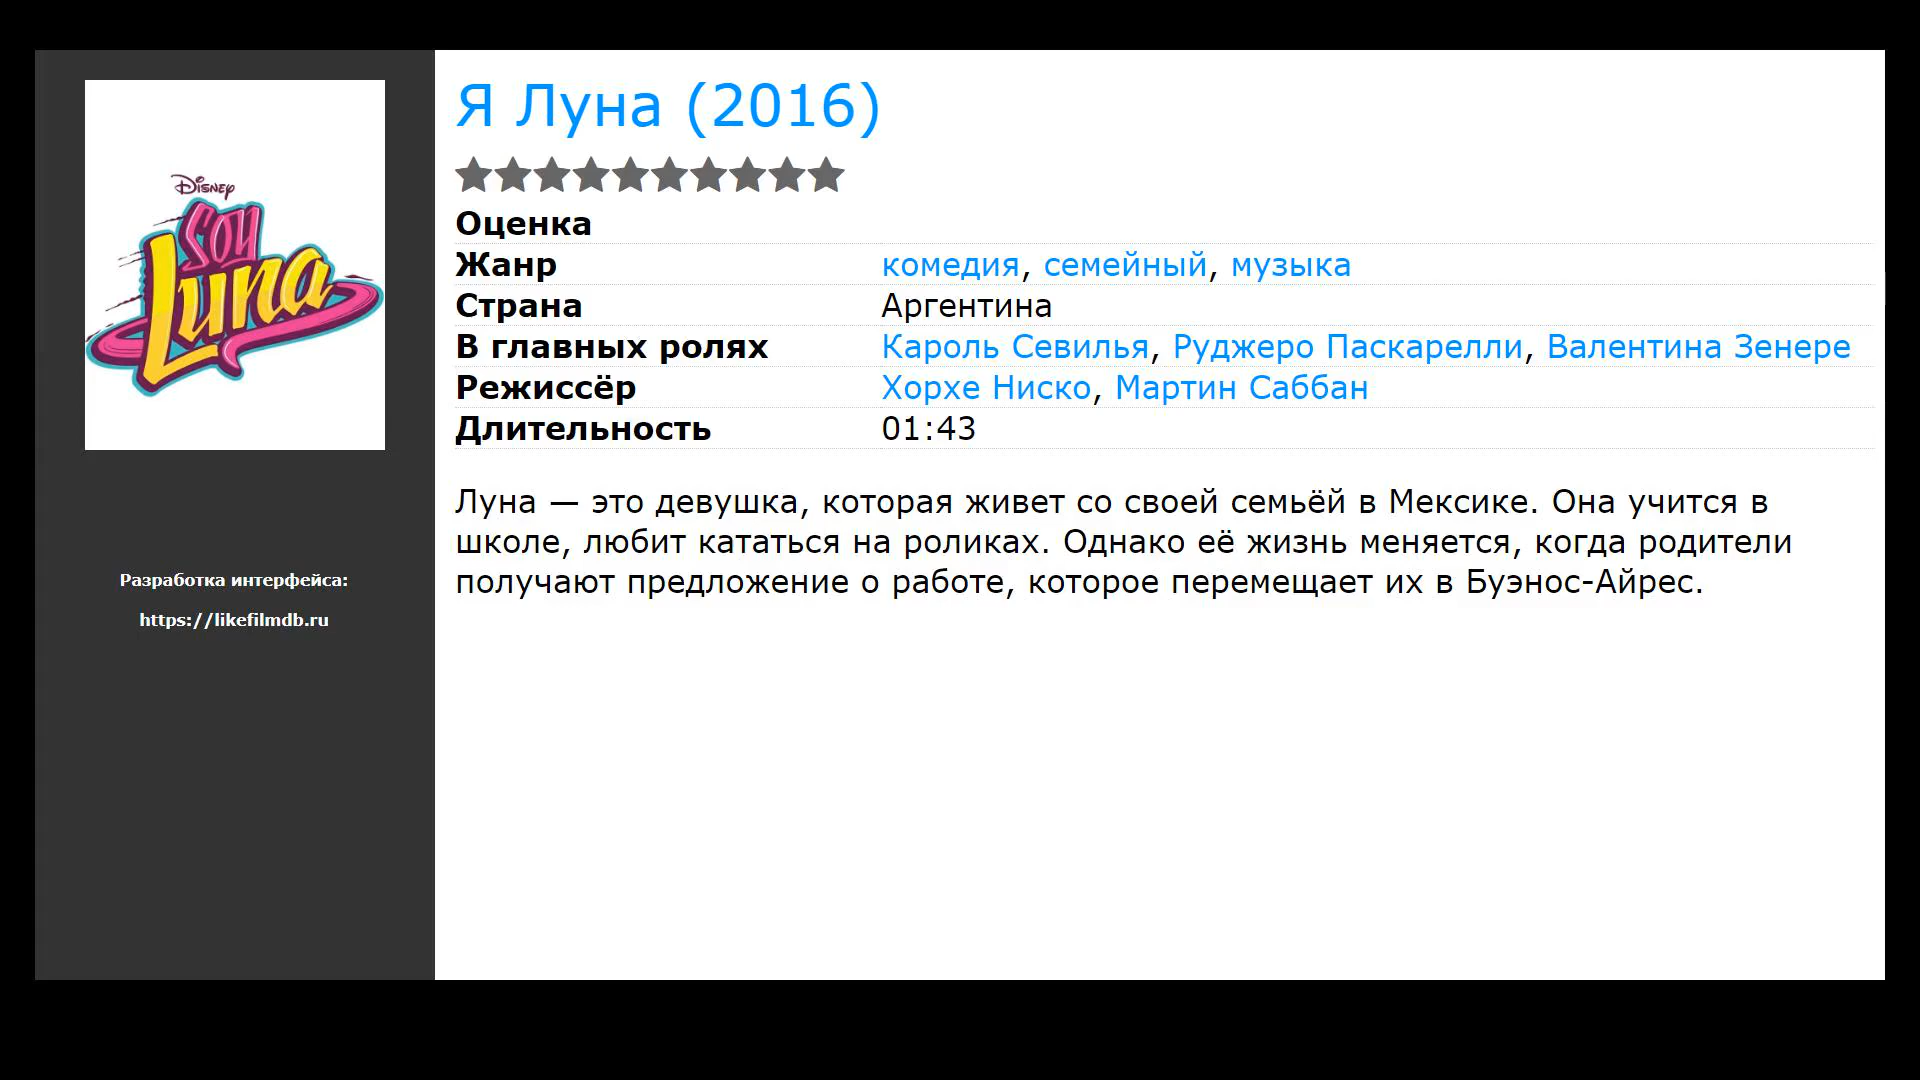 Я Луна (2016)
Disney
SOY
Luna
Оценка
Жанр комедия, семейный, музыка
Страна Аргентина
В главных ролях Кароль Севилья, Руджеро Паскарелли, Валентина Зенере
Режиссёр Хорхе Ниско, Мартин Саббан
Длительность 01:43
Луна — это девушка, которая живет со своей семьёй в Мексике. Она учится в
школе, любит кататься на роликах. Однако её жизнь меняется, когда родители
получают предложение о работе, которое перемещает их в Буэнос-Айрес.
Разработка интерфейса:
https://likefilmdb.ru